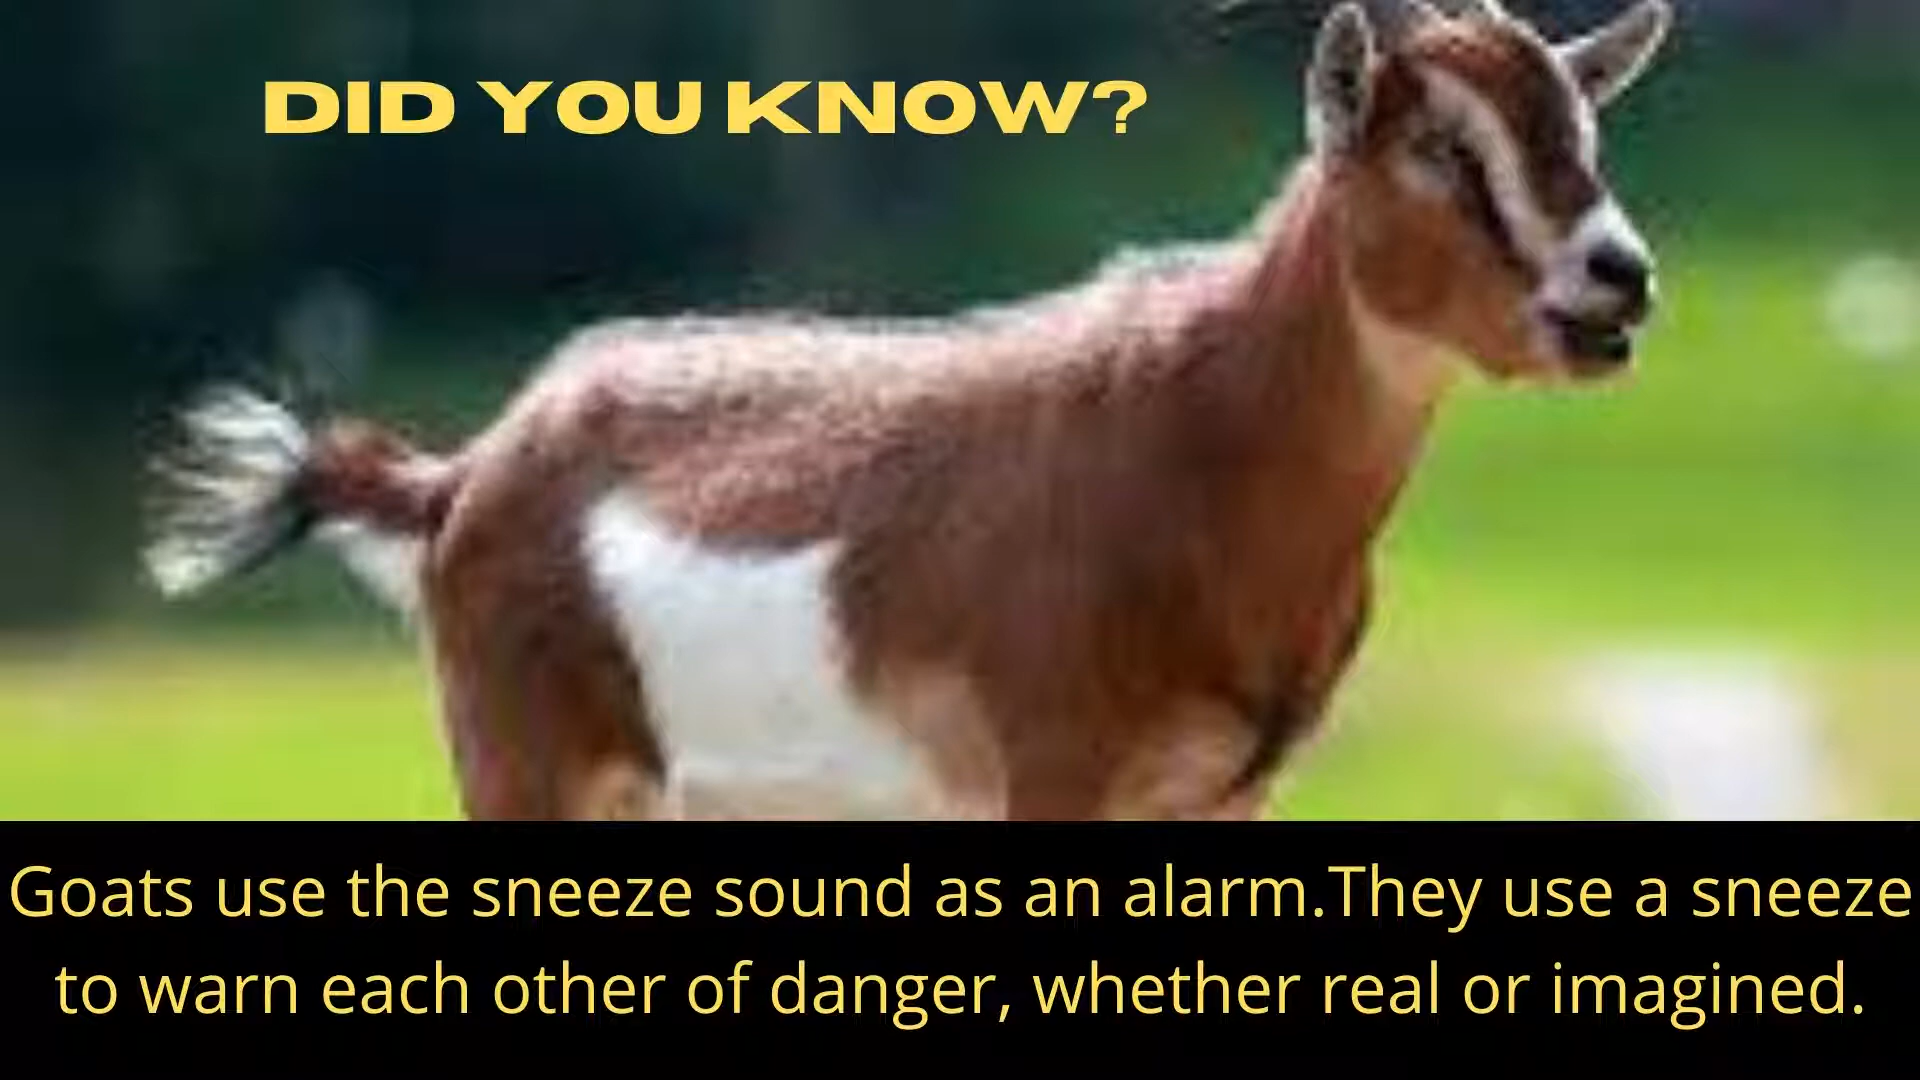 DID YOU KNOW?
Goats use the sneeze sound as an alarm.They use a sneeze
to warn each other of danger, whether real or imagined.